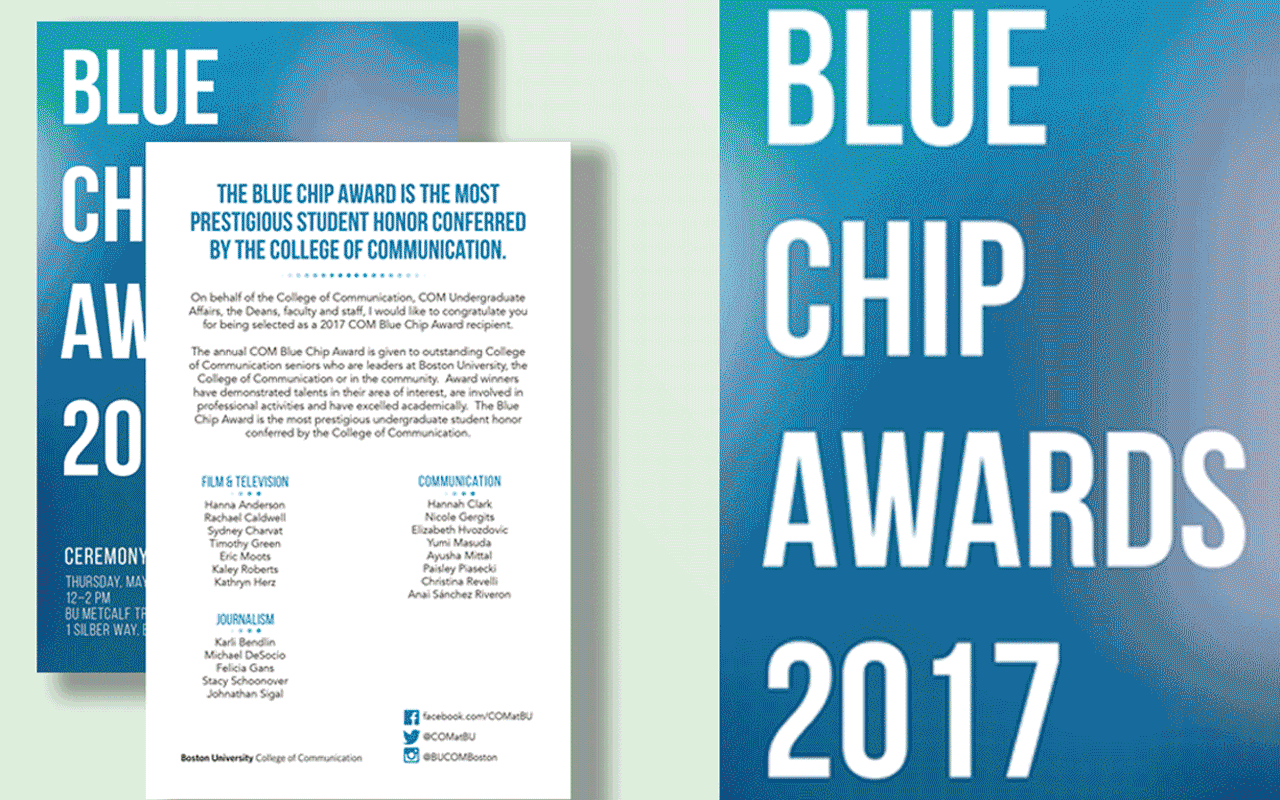 BLUE
CH
AW
20
CEREMONY
THURSDAY, MAY
12–2 PM
BU METCALF TR
1 SILBER WAY, B
THE BLUE CHIP AWARD IS THE MOST
PRESTIGIOUS STUDENT HONOR CONFERRED
BY THE COLLEGE OF COMMUNICATION.
On behalf of the College of Communication, COM Undergraduate
Affairs, the Deans, faculty and staff, I would like to congratulate you
for being selected as a 2017 COM Blue Chip Award recipient.
The annual COM Blue Chip Award is given to outstanding College
of Communication seniors who are leaders at Boston University, the
College of Communication or in the community. Award winners
have demonstrated talents in their area of interest, are involved in
professional activities and have excelled academically. The Blue
Chip Award is the most prestigious undergraduate student honor
conferred by the College of Communication.
FILM & TELEVISION
Hanna Anderson
Rachael Caldwell
Sydney Charvat
Timothy Green
Eric Moots
Kaley Roberts
Kathryn Herz
JOURNALISM
Karli Bendlin
Michael DeSocio
Felicia Gans
Stacy Schoonover
Johnathan Sigal
COMMUNICATION
Hannah Clark
Nicole Gergits
Elizabeth Hvozdovic
Yumi Masuda
Ayusha Mittal
Paisley Piasecki
Christina Revelli
Anai Sánchez Riveron
facebook.com/COMatBU
@COMatBU
@BUCOMBoston
Boston University College of Communication
BLUE
CHIP
AWARDS
2017